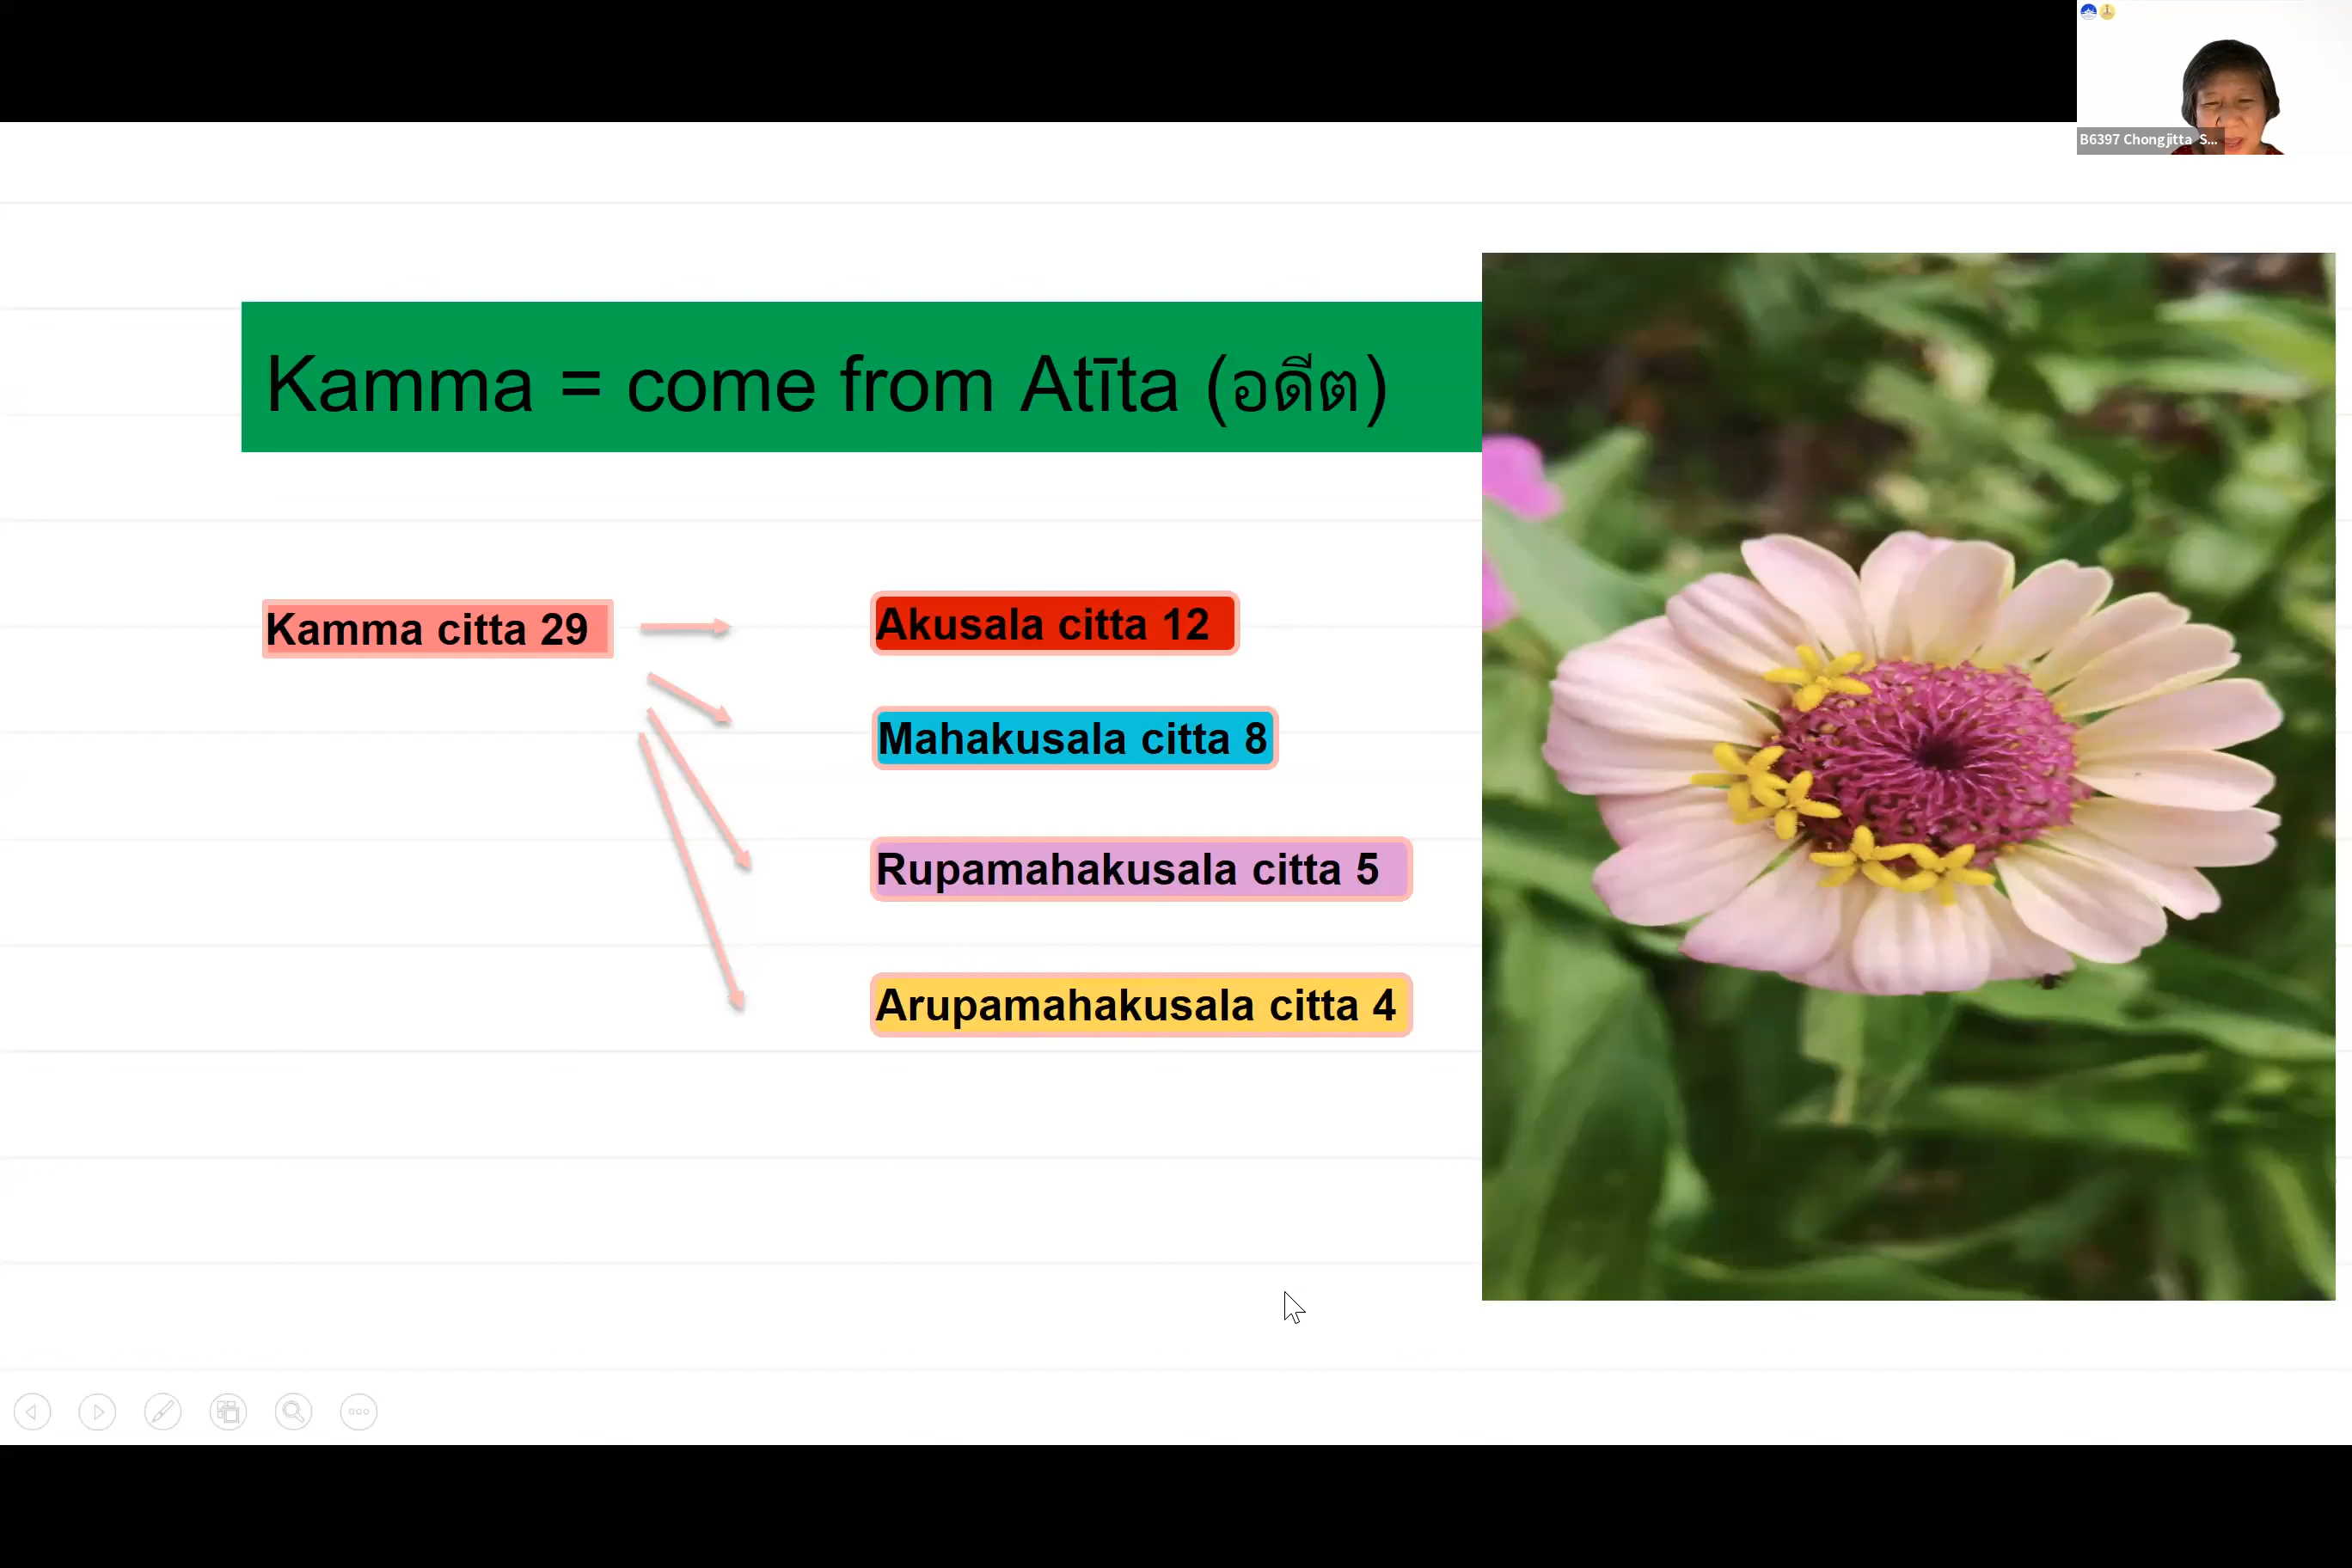 B6397 Chongjitta S...
Kamma = come from Atīta (อดีต)
Kamma citta 29
Akusala citta 12
Mahakusala citta 8
Rupamahakusala citta 5
Arupamahakusala citta 4